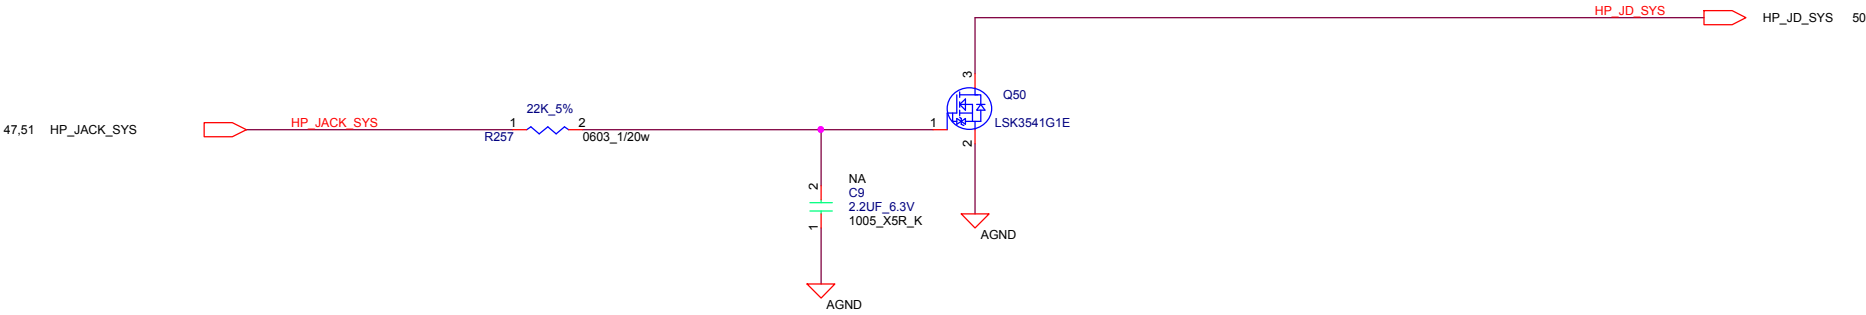 HP_JD_SYS
HP_JD_SYS 50
3
Q50
22K_5%
47,51 HP_JACK_SYS
HP_JACK_SYS
1
2
1
LSK3541G1E
R257
0603_1/20w
2
NA
2
C9
2.2UF_6.3V
1005_X5R_K
1
AGND
AGND